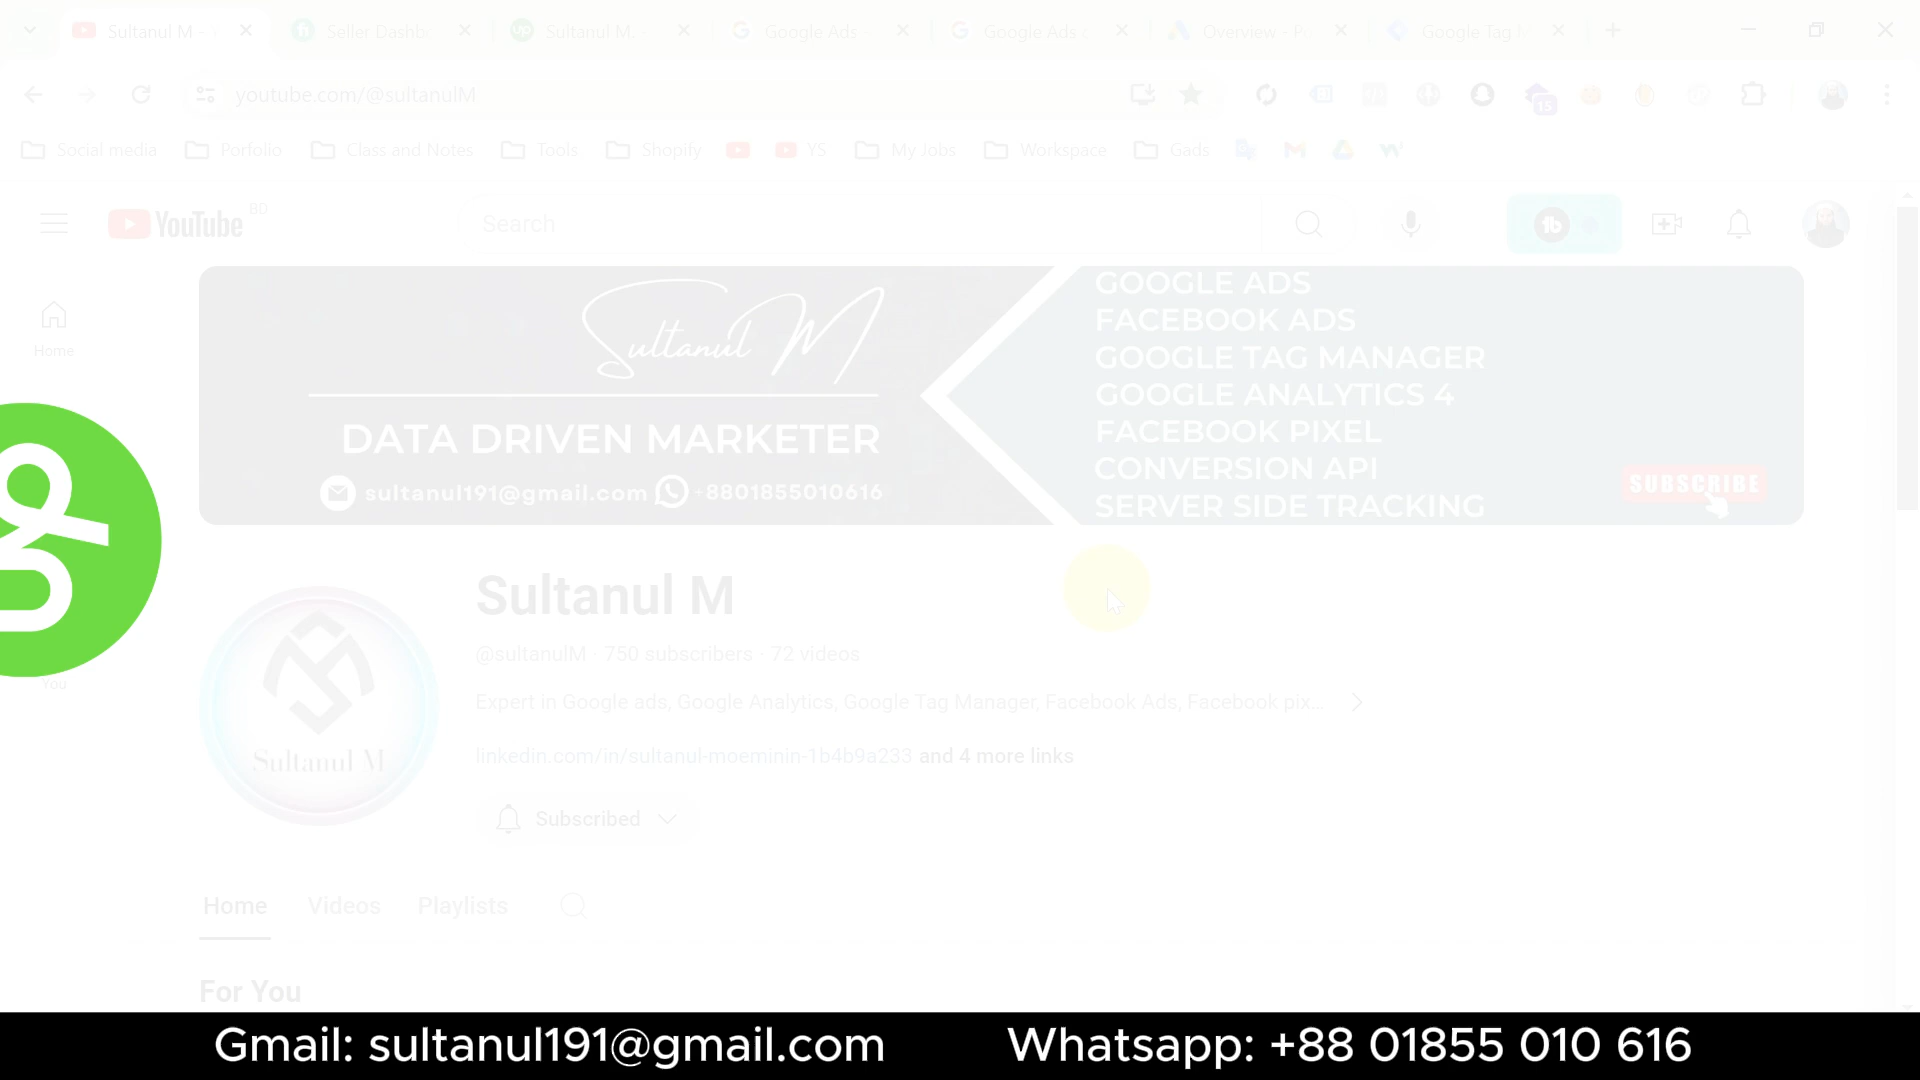 Sultanul M -
Seller Dashb
Sultanul M. -
Google Ads -
Google Ads c
Overview - Po
Google Tag M
youtube.com/@sultanulM
15
Social media
Porfolio
Class and Notes
Tools
Shopify
YS
My Jobs
Workspace
Gads
YouTube BD
Search
Home
Sultanul M
DATA DRIVEN MARKETER
sultanul191@gmail.com +8801855010616
GOOGLE ADS
FACEBOOK ADS
GOOGLE TAG MANAGER
GOOGLE ANALYTICS 4
FACEBOOK PIXEL
CONVERSION API
SERVER SIDE TRACKING
SUBSCRIBE
You
Sultanul M
Sultanul M
@sultanulM · 750 subscribers · 72 videos
Expert in Google ads, Google Analytics, Google Tag Manager, Facebook Ads, Facebook pix...
linkedin.com/in/sultanul-moeminin-1b4b9a233 and 4 more links
Subscribed
Home
Videos
Playlists
For You
Gmail: sultanul191@gmail.com
Whatsapp: +88 01855 010 616